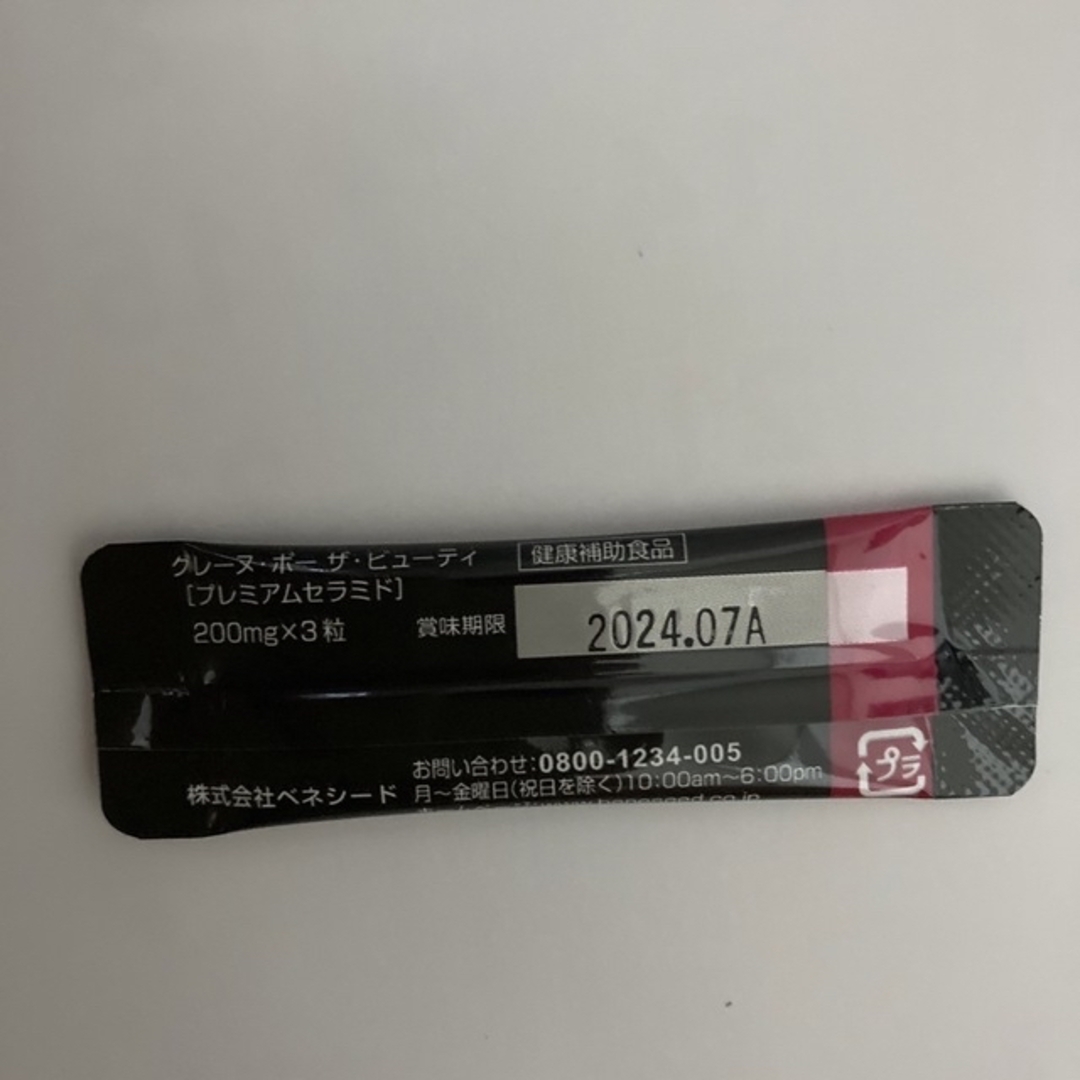 グレーヌ・ボー ザ・ビューティ
健康補助食品
[プレミアムセラミド]
200mg×3粒
賞味期限
2024.07A
株式会社ベネシード
お問い合わせ:0800-1234-005
月〜金曜日(祝日を除く)10:00am〜6:00pm
プラ